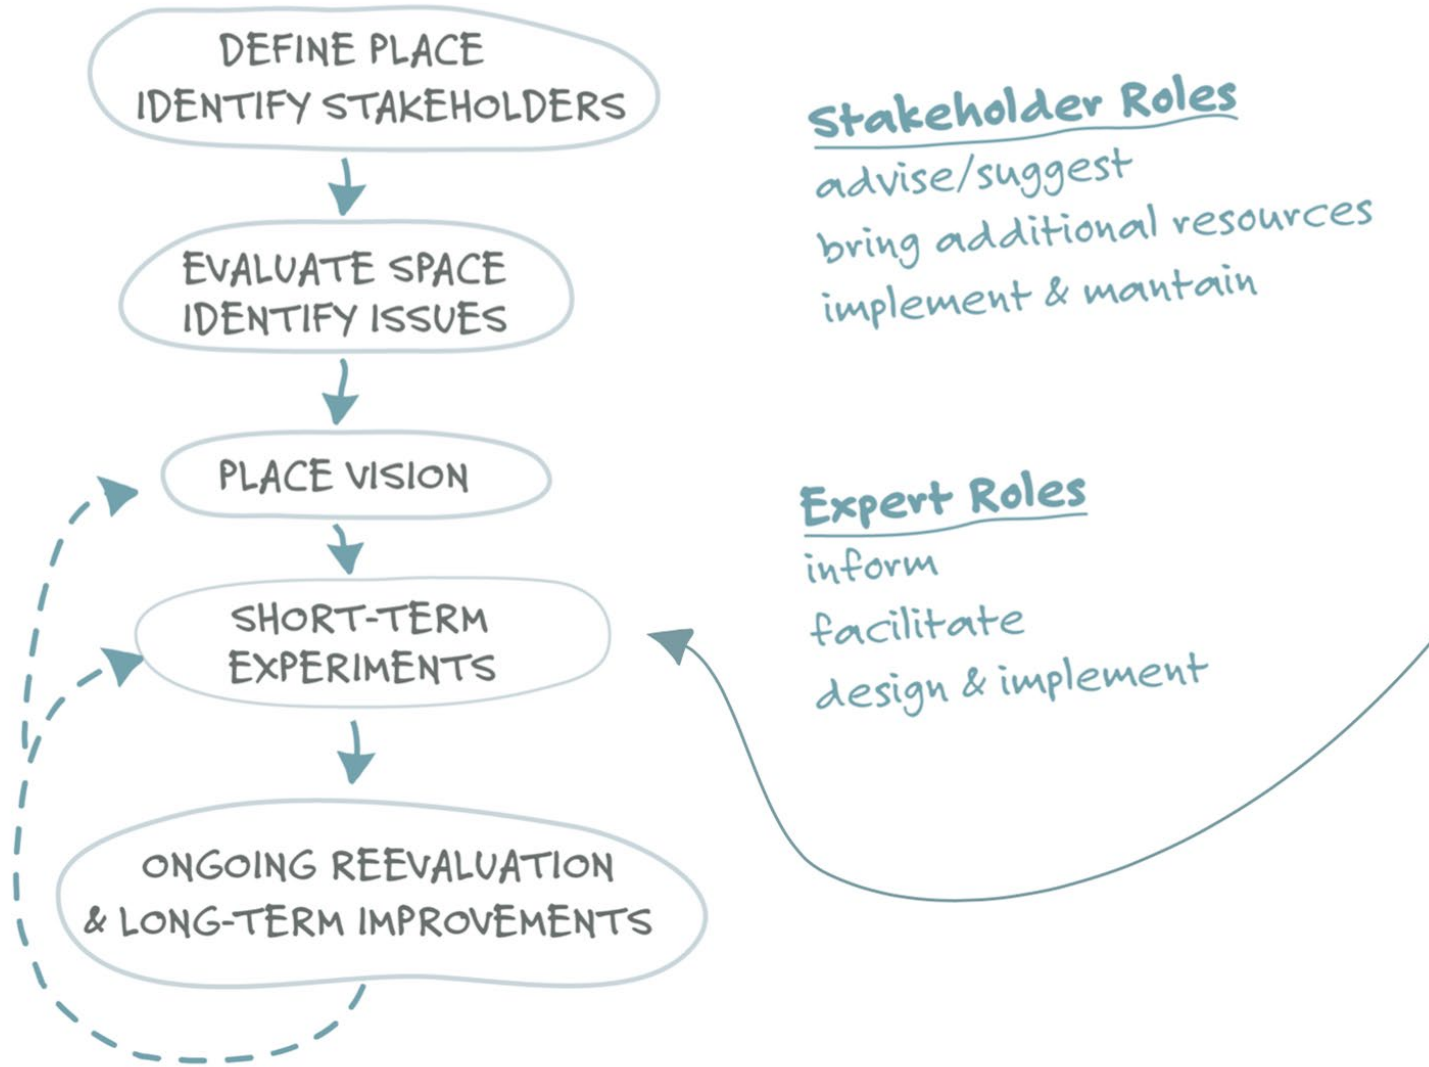 DEFINE PLACE
IDENTIFY STAKEHOLDERS
EVALUATE SPACE
IDENTIFY ISSUES
PLACE VISION
SHORT-TERM
EXPERIMENTS
ONGOING REEVALUATION
& LONG-TERM IMPROVEMENTS
Stakeholder Roles
advise/suggest
bring additional resources
implement & mantain
Expert Roles
inform
facilitate
design & implement